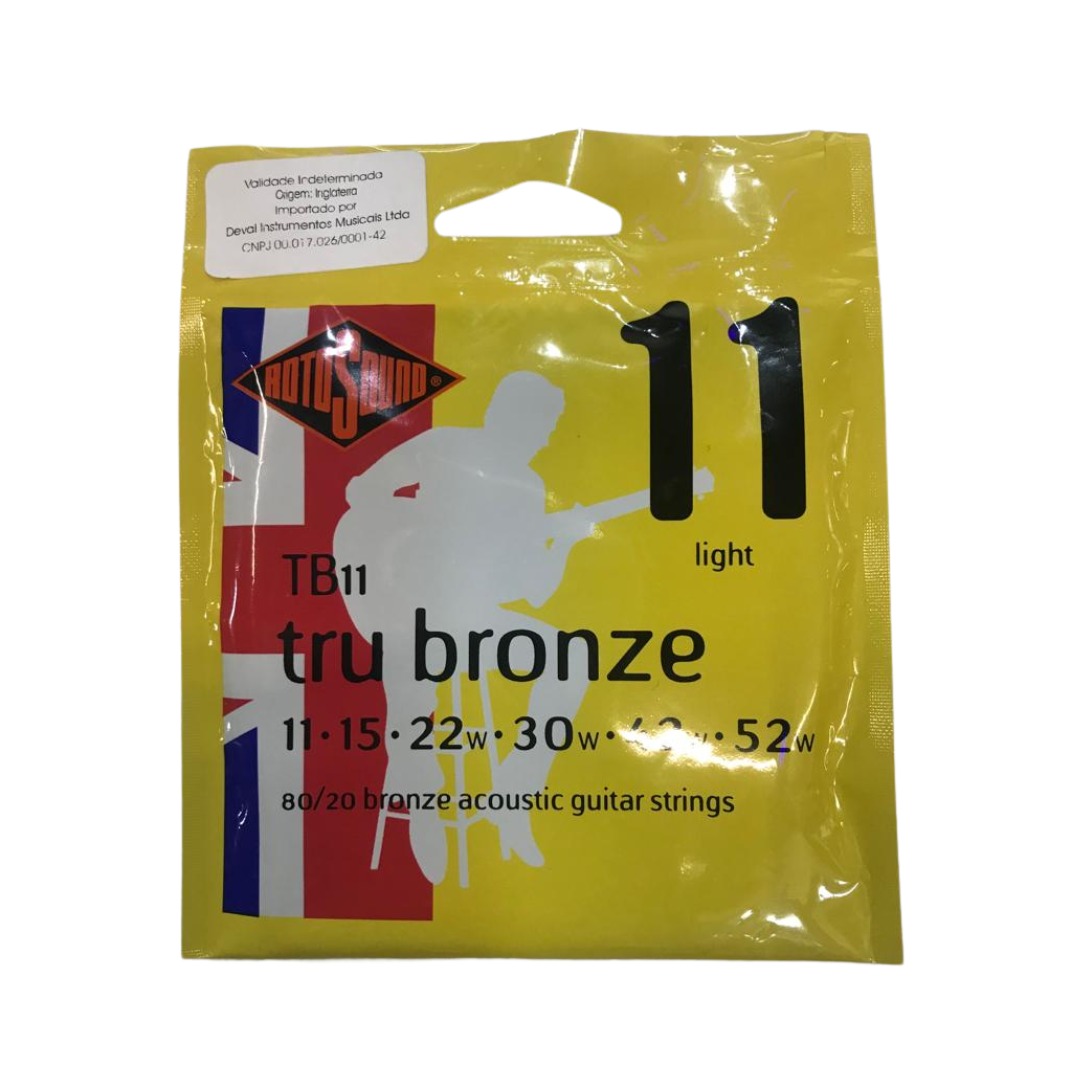 Validade Indeterminada
Origem: Inglaterra
Importado por
Deval Instrumentos Musicais Ltda
CNPJ 00.017.026/0001-42
ROTOSOUND®
11
light
TB11
tru bronze
11·15·22w·30w· ·52w
80/20 bronze acoustic guitar strings